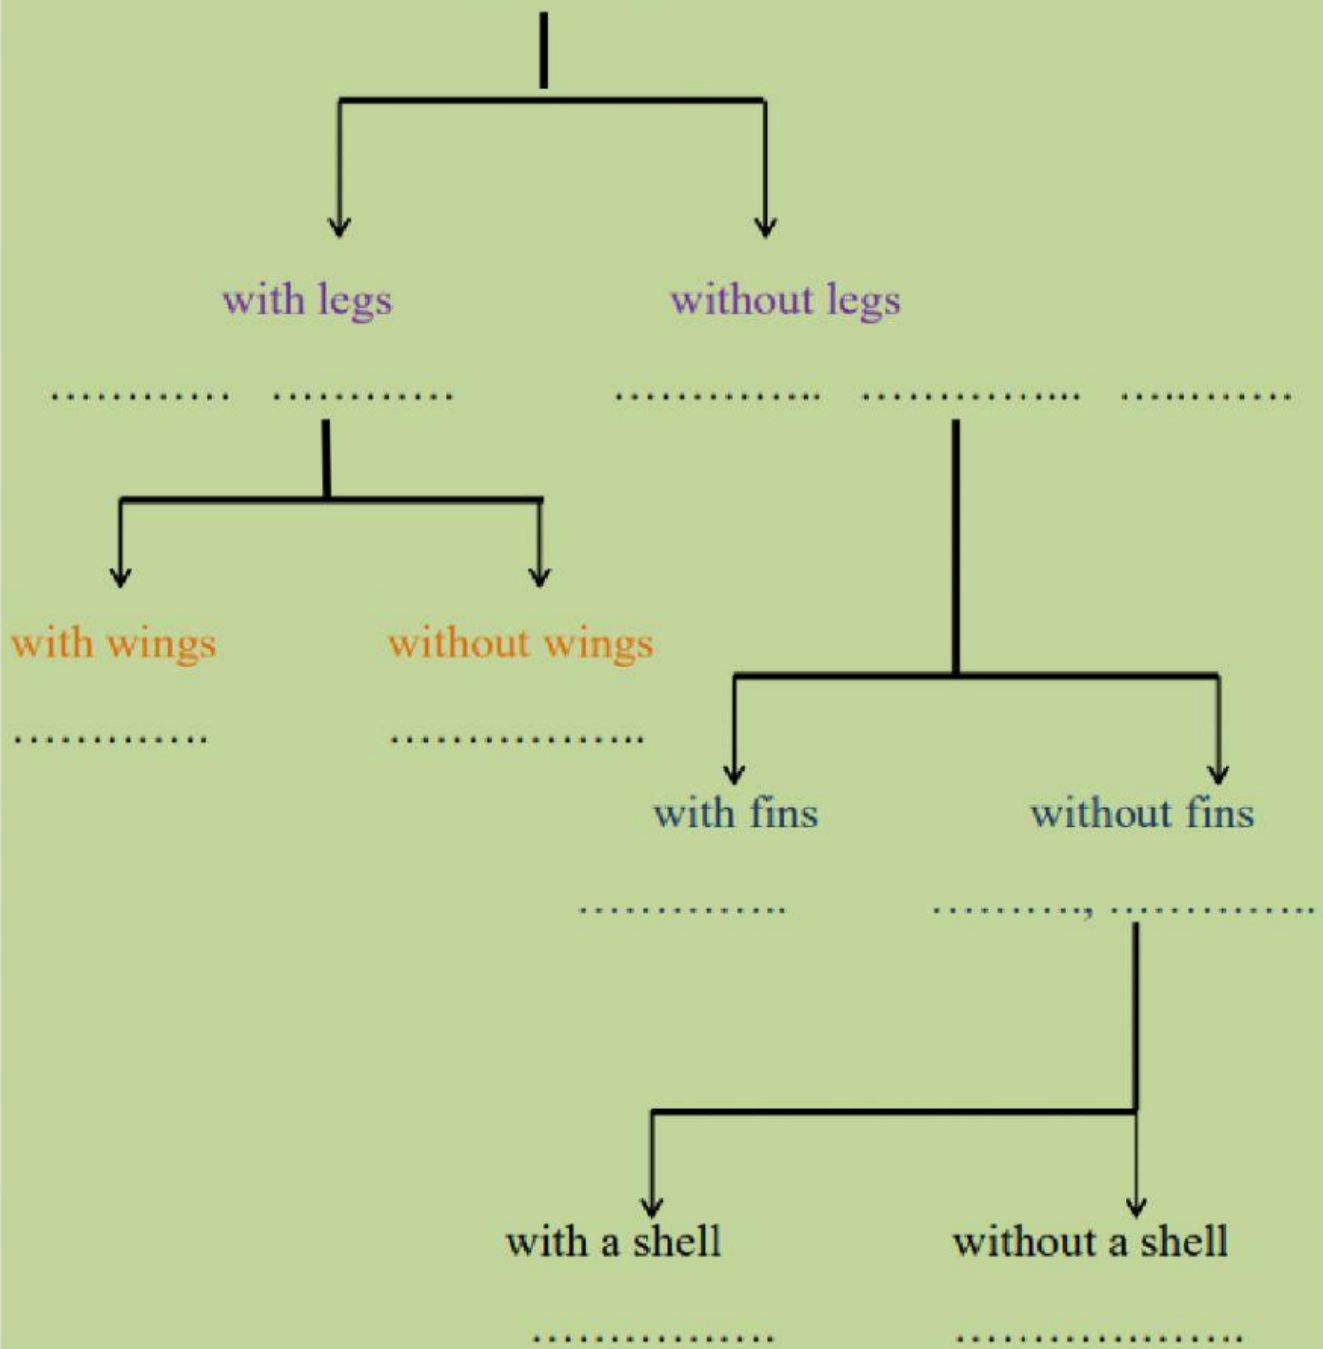 with legs without legs
………… ………… ………….. …………... …..…….
with wings without wings
…………. ……………..
with fins without fins
………….. ………., …………..
with a shell without a shell
……………. ……………….